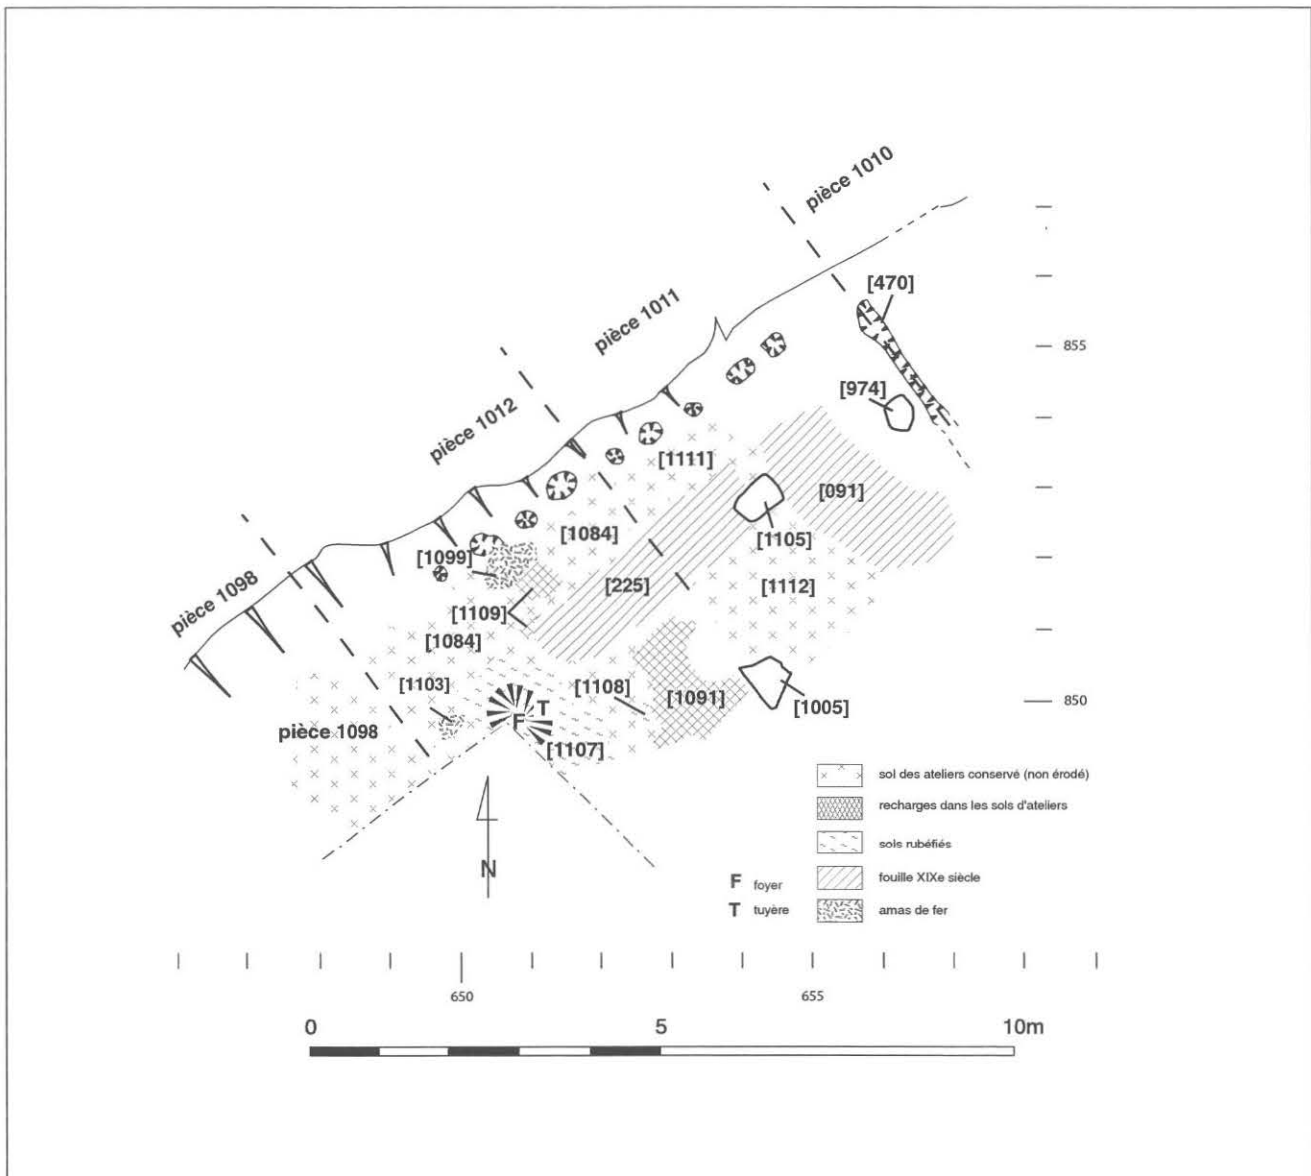 pièce 1010
[470]
pièce 1011
855
[974]
pièce 1012
[1111]
[091]
[1084]
[1105]
[1099]
[225]
[1112]
pièce 1098
[1109]
[1084]
[1103]
[1108]
[1091]
[1005]
850
T
F
pièce 1098
[1107]
N
sol des ateliers conservé (non érodé)
recharges dans les sols d'ateliers
sols rubéfiés
F foyer
fouille XIXe siècle
T tuyère
amas de fer
650
655
0
5
10m